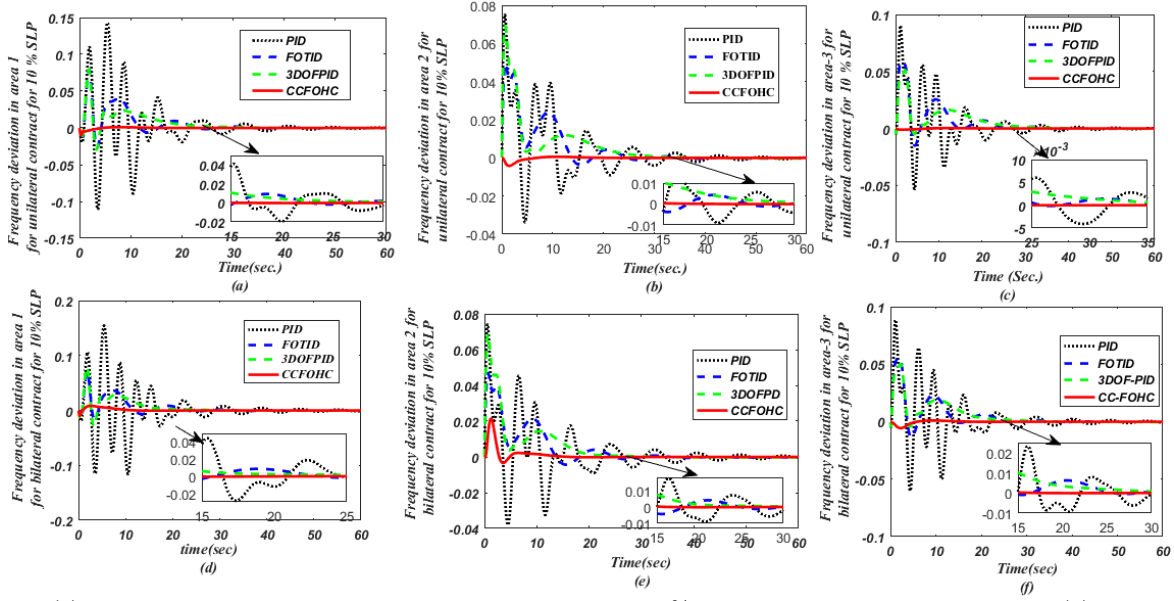 Frequency deviation in area 1
for unilateral contract for 10 % SLP
0.15
0.1
0.05
0
-0.05
-0.1
-0.15
PID
FOTID
3DOFPID
CCFOHC
0.04
0.02
0
-0.02
15 20 25 30
0 10 20 30 40 50 60
Time(sec.)
(a)
Frequency deviation in area 2 for
unilateral contract for 10% SLP
0.08
0.06
0.04
0.02
0
-0.02
-0.04
PID
FOTID
3DOFPID
CCFOHC
0.01
0
-0.01
15 20 25 30
0 10 20 30 40 50 60
Time(sec.)
(b)
Frequency deviation in area-3 for
unilateral contract for 10 % SLP
0.1
0.05
0
-0.05
-0.1
PID
FOTID
3DOFPID
CCFOHC
10-3
10
5
0
-5
25 30 35
0 10 20 30 40 50 60
Time (Sec.)
(c)
Frequency deviation in area 1
for bilateral contract for 10% SLP
0.2
0.1
0
-0.1
-0.2
PID
FOTID
3DOFPID
CCFOHC
0.04
0.02
0
-0.02
15 20 25
0 10 20 30 40 50 60
time(sec)
(d)
Frrquency deviation in area 2 for
bilateral contract for 10% SLP
0.08
0.06
0.04
0.02
0
-0.02
-0.04
PID
FOTID
3DOFPD
CCFOHC
0.01
0
-0.01
15 20 25 30
0 10 20 30 40 50 60
Time(sec)
(e)
Frequency deviation in area-3 for
bilateral contract for 10% SLP
0.1
0.05
0
-0.05
-0.1
PID
FOTID
3DOF-PID
CC-FOHC
0.02
0.01
0
-0.01
15 20 25 30
0 10 20 30 40 50 60
Time(sec)
(f)